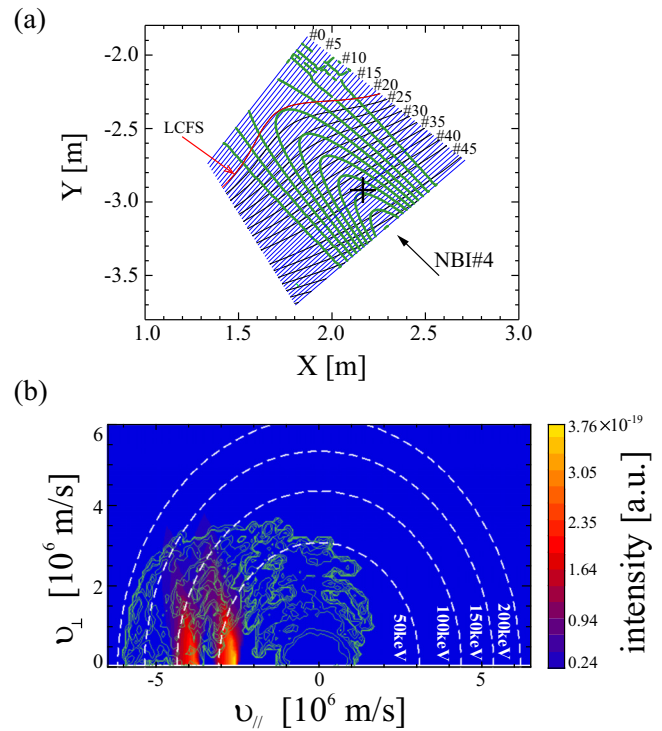 (a)
#0
#5
#10
#15
#20
#25
#30
#35
#40
#45
-2.0
-2.5
-3.0
-3.5
Y [m]
LCFS
NBI#4
1.0 1.5 2.0 2.5 3.0
X [m]
(b)
6
4
2
0
υ⊥ [10⁶ m/s]
50keV
100keV
150keV
200keV
-5 0 5
υ// [10⁶ m/s]
3.76×10⁻¹⁹
3.05
2.35
1.64
0.94
0.24
intensity [a.u.]